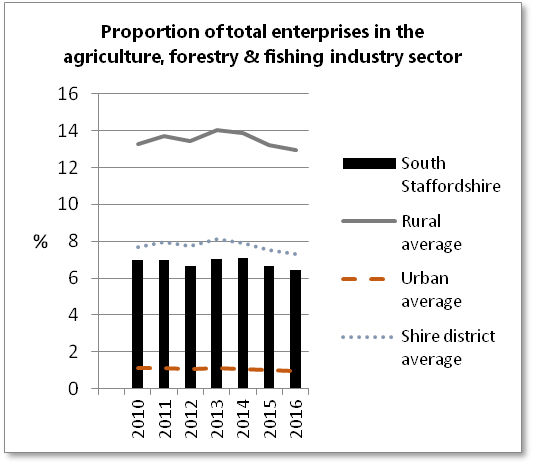 Proportion of total enterprises in the
agriculture, forestry & fishing industry sector
16
14
12
10
%
8
6
4
2
0
2010
2011
2012
2013
2014
2015
2016
South
Staffordshire
Rural
average
Urban
average
Shire district
average